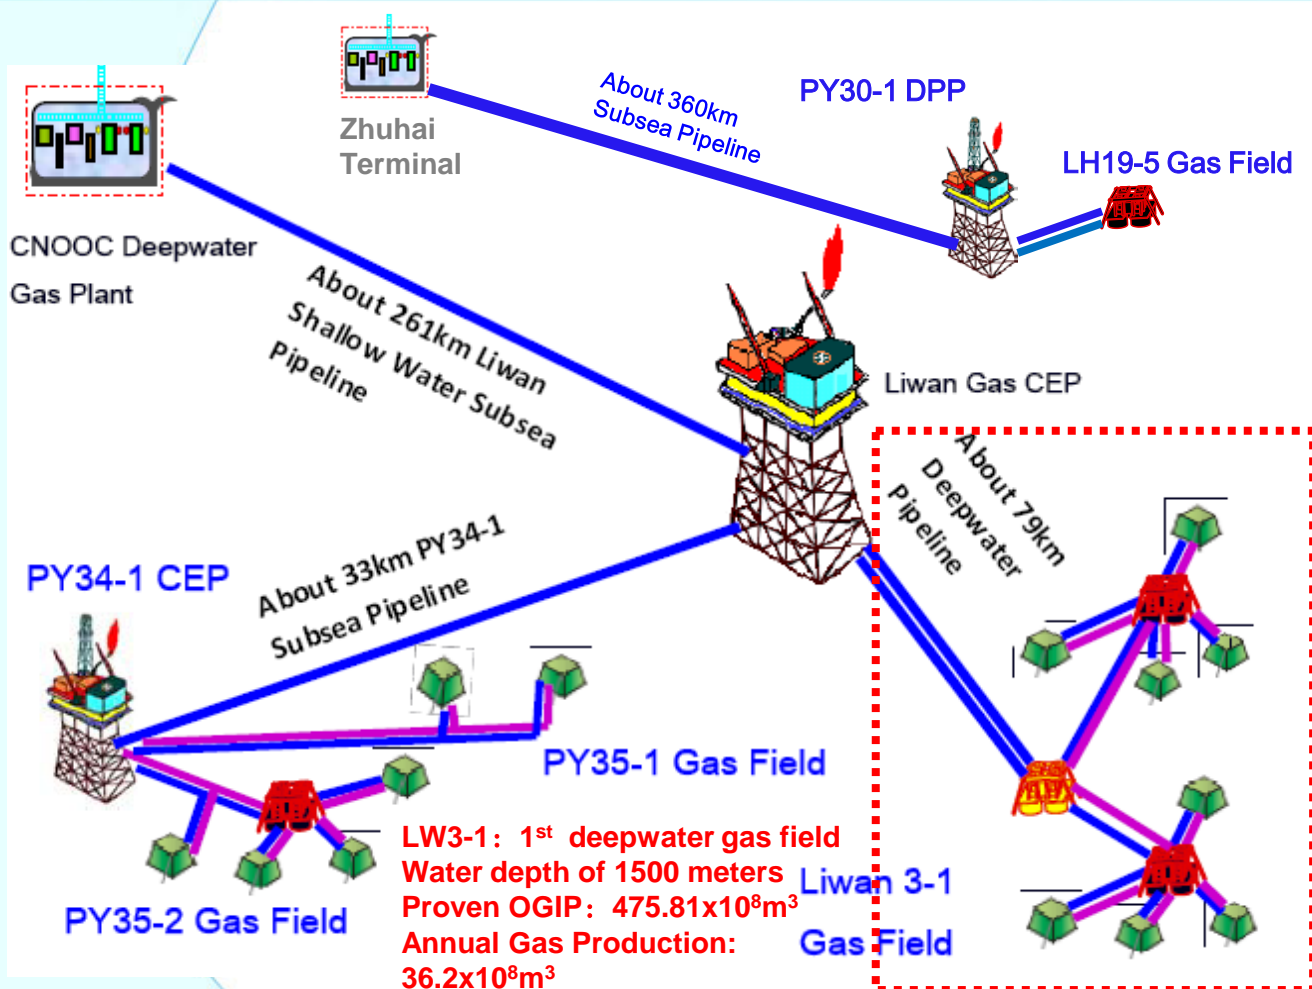 Zhuhai
Terminal
About 360km
Subsea Pipeline
PY30-1 DPP
LH19-5 Gas Field
CNOOC Deepwater
Gas Plant
About 261km Liwan
Shallow Water Subsea
Pipeline
Liwan Gas CEP
About 79km
Deepwater
Pipeline
PY34-1 CEP
About 33km PY34-1
Subsea Pipeline
PY35-1 Gas Field
PY35-2 Gas Field
LW3-1：1st deepwater gas field
Water depth of 1500 meters
Proven OGIP：475.81x10⁸m³
Annual Gas Production:
36.2x10⁸m³
Liwan 3-1
Gas Field